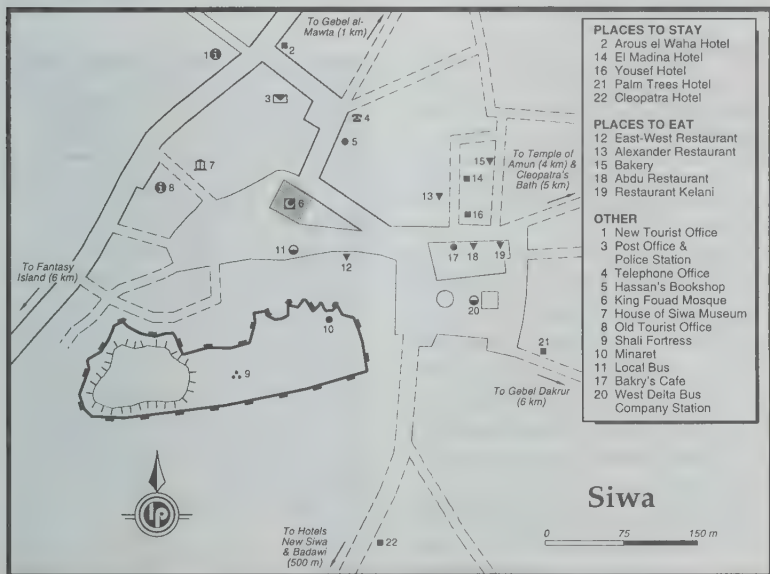 To Gebel al-
Mawta (1 km)
1
2
3
4
5
7
8
6
15
14
13
16
To Temple of
Amun (4 km) &
Cleopatra's
Bath (5 km)
11
12
17
18
19
To Fantasy
Island (6 km)
20
10
21
9
To Gebel Dakrur
(6 km)
lp
To Hotels
New Siwa
& Badawi
(500 m)
22
Siwa
0 75 150 m
PLACES TO STAY
2 Arous el Waha Hotel
14 El Madina Hotel
16 Yousef Hotel
21 Palm Trees Hotel
22 Cleopatra Hotel
PLACES TO EAT
12 East-West Restaurant
13 Alexander Restaurant
15 Bakery
18 Abdu Restaurant
19 Restaurant Kelani
OTHER
1 New Tourist Office
3 Post Office &
Police Station
4 Telephone Office
5 Hassan's Bookshop
6 King Fouad Mosque
7 House of Siwa Museum
8 Old Tourist Office
9 Shali Fortress
10 Minaret
11 Local Bus
17 Bakry's Cafe
20 West Delta Bus
Company Station